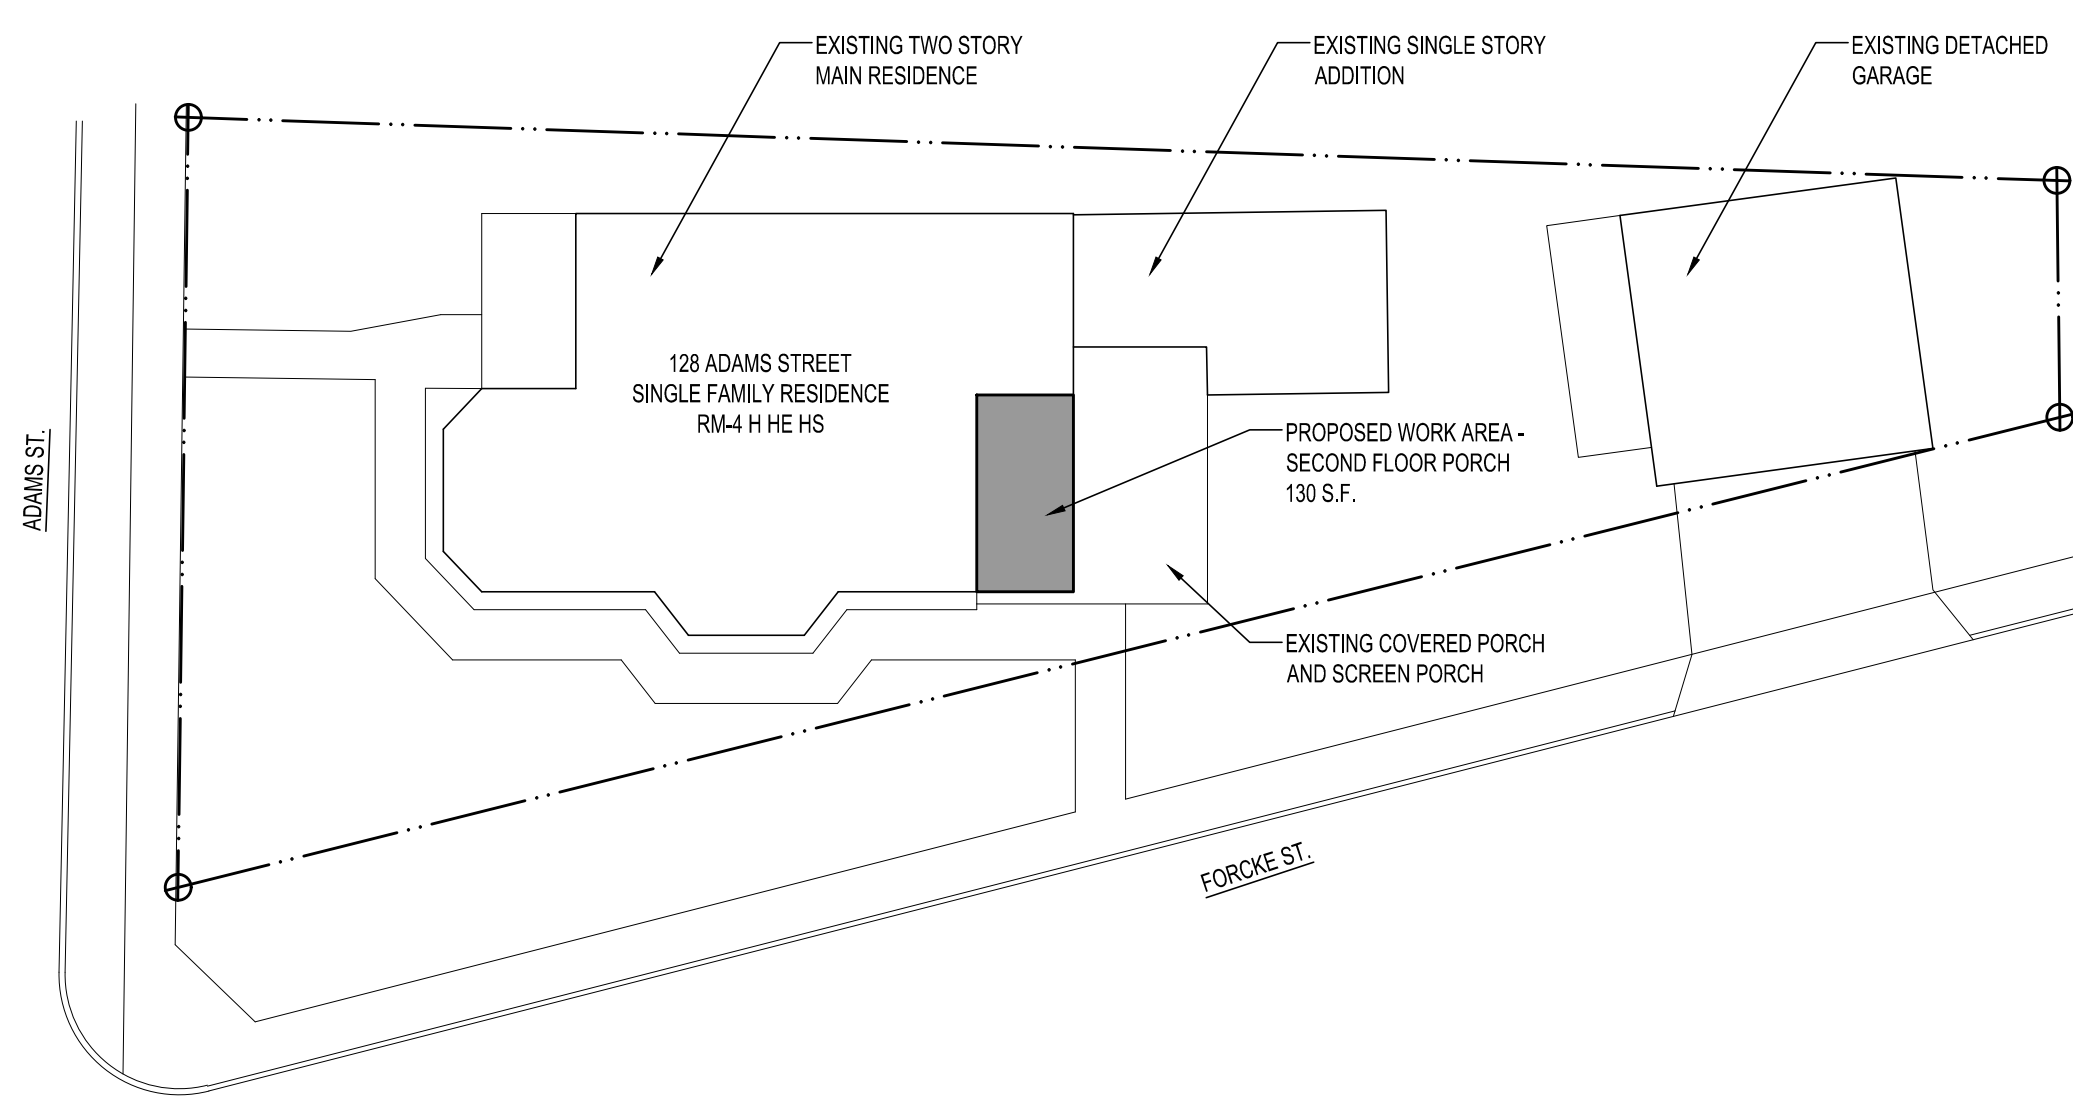 EXISTING TWO STORY
MAIN RESIDENCE
EXISTING SINGLE STORY
ADDITION
EXISTING DETACHED
GARAGE
128 ADAMS STREET
SINGLE FAMILY RESIDENCE
RM-4 H HE HS
ADAMS ST.
PROPOSED WORK AREA -
SECOND FLOOR PORCH
130 S.F.
EXISTING COVERED PORCH
AND SCREEN PORCH
FORCKE ST.